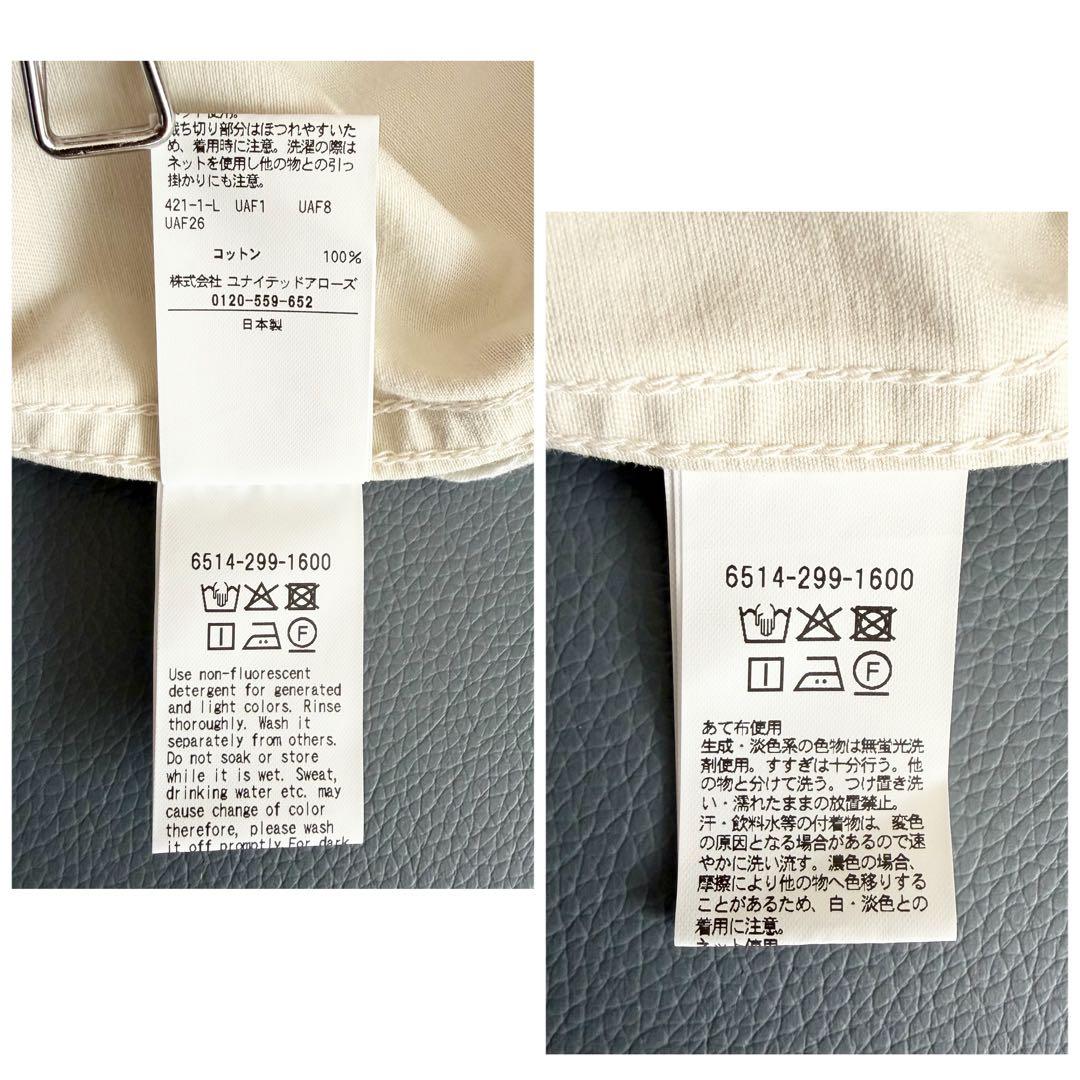 ち切り部分はほつれやすいた
め、着用時に注意。洗濯の際は
ネットを使用し他の物との引っ
掛かりにも注意。
421-1-L UAF1 UAF8
UAF26
コットン 100%
株式会社 ユナイテッドアローズ
0120-559-652
日本製
6514-299-1600
F
Use non-fluorescent
detergent for generated
and light colors. Rinse
thoroughly. Wash it
separately from others.
Do not soak or store
while it is wet. Sweat,
drinking water etc. may
cause change of color
therefore, please wash
it off promptly.For dark
6514-299-1600
F
あて布使用
生成・淡色系の色物は無蛍光洗
剤使用。すすぎは十分行う。他
の物と分けて洗う。つけ置き洗
い・濡れたままの放置禁止。
汗・飲料水等の付着物は、変色
の原因となる場合があるので速
やかに洗い流す。濃色の場合、
摩擦により他の物へ色移りする
ことがあるため、白・淡色との
着用に注意。
ネット使用